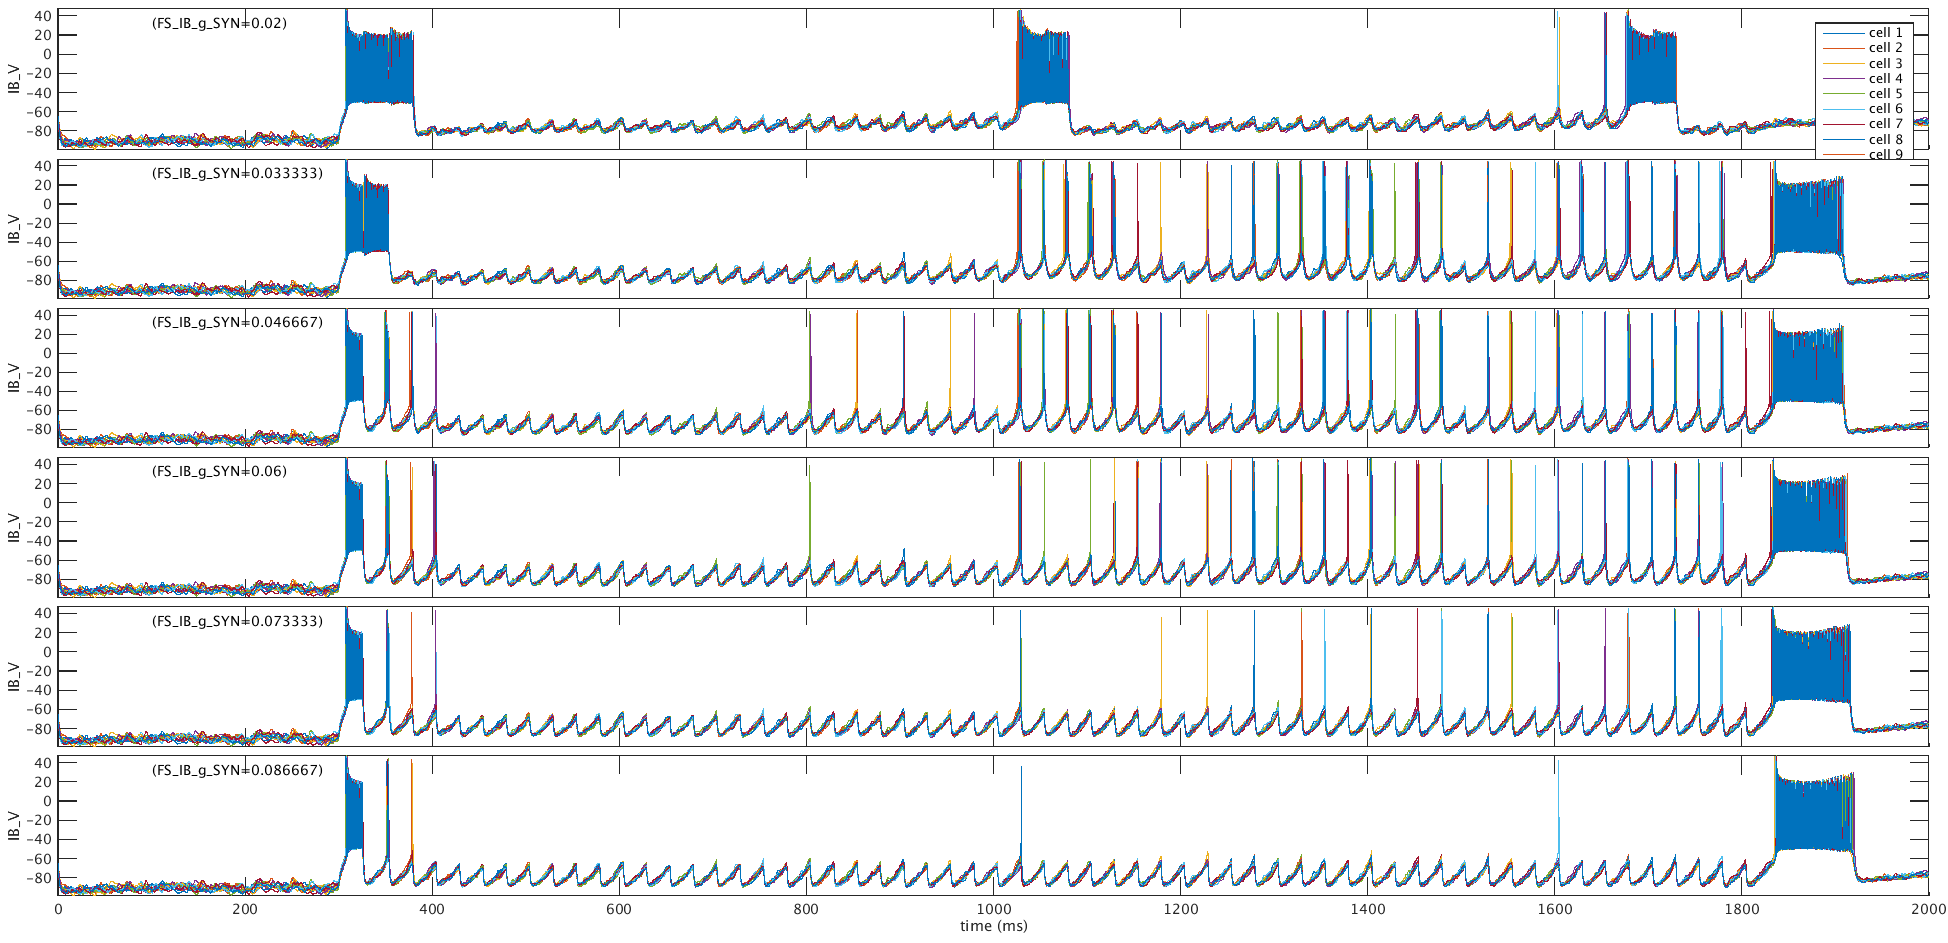 (FS_IB_g_SYN=0.02)
IB_V
40
20
0
-20
-40
-60
-80
cell 1
cell 2
cell 3
cell 4
cell 5
cell 6
cell 7
cell 8
cell 9
(FS_IB_g_SYN=0.033333)
IB_V
40
20
0
-20
-40
-60
-80
(FS_IB_g_SYN=0.046667)
IB_V
40
20
0
-20
-40
-60
-80
(FS_IB_g_SYN=0.06)
IB_V
40
20
0
-20
-40
-60
-80
(FS_IB_g_SYN=0.073333)
IB_V
40
20
0
-20
-40
-60
-80
(FS_IB_g_SYN=0.086667)
IB_V
40
20
0
-20
-40
-60
-80
0 200 400 600 800 1000 1200 1400 1600 1800 2000
time (ms)